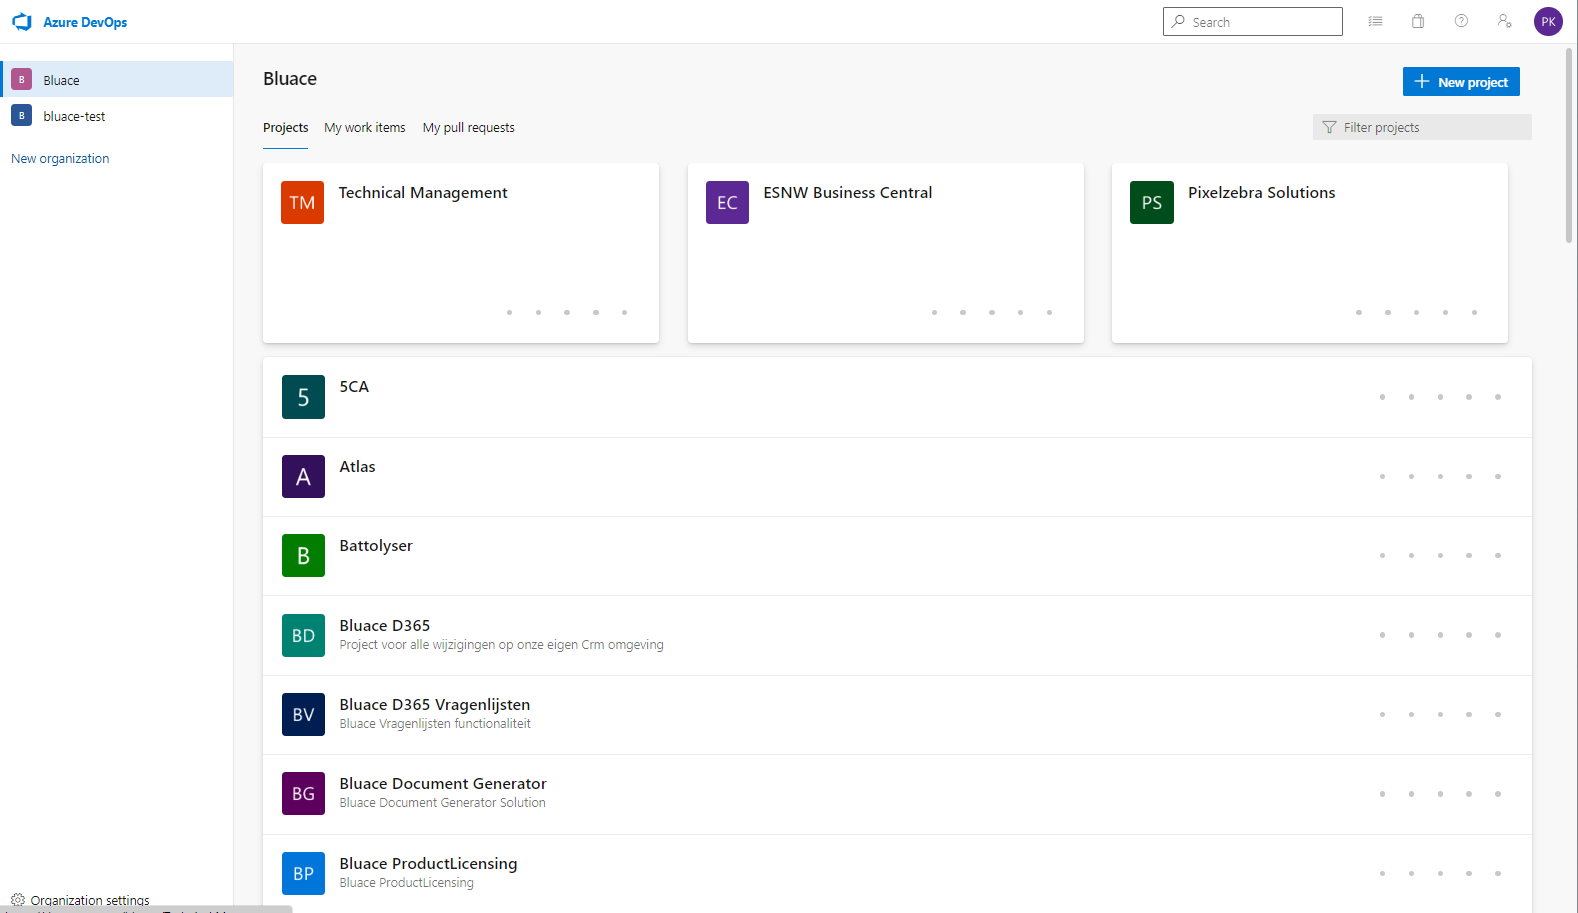 Azure DevOps
Search
PK
B Bluace
B bluace-test
New organization
Bluace
New project
Projects My work items My pull requests
Filter projects
TM Technical Management
EC ESNW Business Central
PS Pixelzebra Solutions
5 5CA
A Atlas
B Battolyser
BD Bluace D365
Project voor alle wijzigingen op onze eigen Crm omgeving
BV Bluace D365 Vragenlijsten
Bluace Vragenlijsten functionaliteit
BG Bluace Document Generator
Bluace Document Generator Solution
BP Bluace ProductLicensing
Bluace ProductLicensing
Organization settings